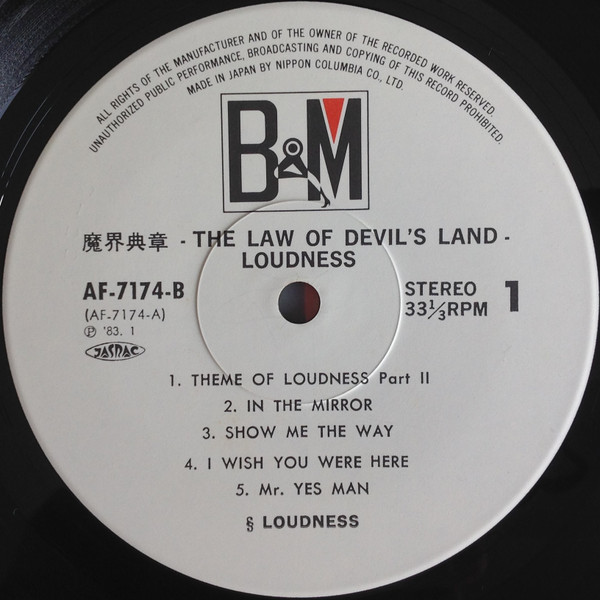 ALL RIGHTS OF THE MANUFACTURER AND OF THE OWNER OF THE RECORDED WORK RESERVED.
UNAUTHORIZED PUBLIC PERFORMANCE, BROADCASTING AND COPYING OF THIS RECORD PROHIBITED.
MADE IN JAPAN BY NIPPON COLUMBIA CO., LTD.
B&M
魔界典章 - THE LAW OF DEVIL'S LAND -
LOUDNESS
AF-7174-B
(AF-7174-A)
Ⓟ '83. 1
JASRAC
STEREO
33⅓RPM
1
1. THEME OF LOUDNESS Part II
2. IN THE MIRROR
3. SHOW ME THE WAY
4. I WISH YOU WERE HERE
5. Mr. YES MAN
§ LOUDNESS